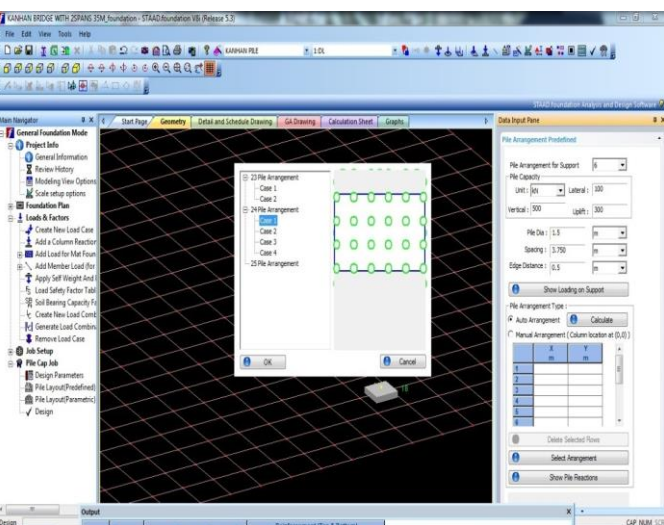 KANHAN BRIDGE WITH 2SPANS 35M_foundation - STAAD.foundation V8i (Release 5.3)
File Edit View Tools Help
KANHAN PILE
1:DL
STAAD.foundation Analysis and Design Software
Main Navigator
Start Page Geometry Detail and Schedule Drawing GA Drawing Calculation Sheet Graphs
Data Input Pane
General Foundation Mode
Project Info
General Information
Review History
Modeling View Options
Scale setup options
Foundation Plan
Loads & Factors
Create New Load Case
Add a Column Reaction
Add Load for Mat Foun
Add Member Load (for
Apply Self Weight And
Load Safety Factor Tabl
Soil Bearing Capacity Fa
Create New Load Comb
Generate Load Combin
Remove Load Case
Job Setup
Pile Cap Job
Design Parameters
Pile Layout(Predefined)
Pile Layout(Parametric)
Design
23 Pile Arrangement
Case 1
Case 2
24 Pile Arrangement
Case 1
Case 2
Case 3
Case 4
25 Pile Arrangement
OK
Cancel
Pile Arrangement Predefined
Pile Arrangement for Support 6
Pile Capacity
Unit : kN Lateral : 100
Vertical : 500 Uplift : 300
Pile Dia : 1.5 m
Spacing : 3.750 m
Edge Distance : 0.5 m
Show Loading on Support
Pile Arrangement Type :
Auto Arrangement Calculate
Manual Arrangement ( Column location at (0,0) )
X Y
m m
1
2
3
4
5
6
Delete Selected Rows
Select Arrangement
Show Pile Reactions
Output
Design
CAP NUM